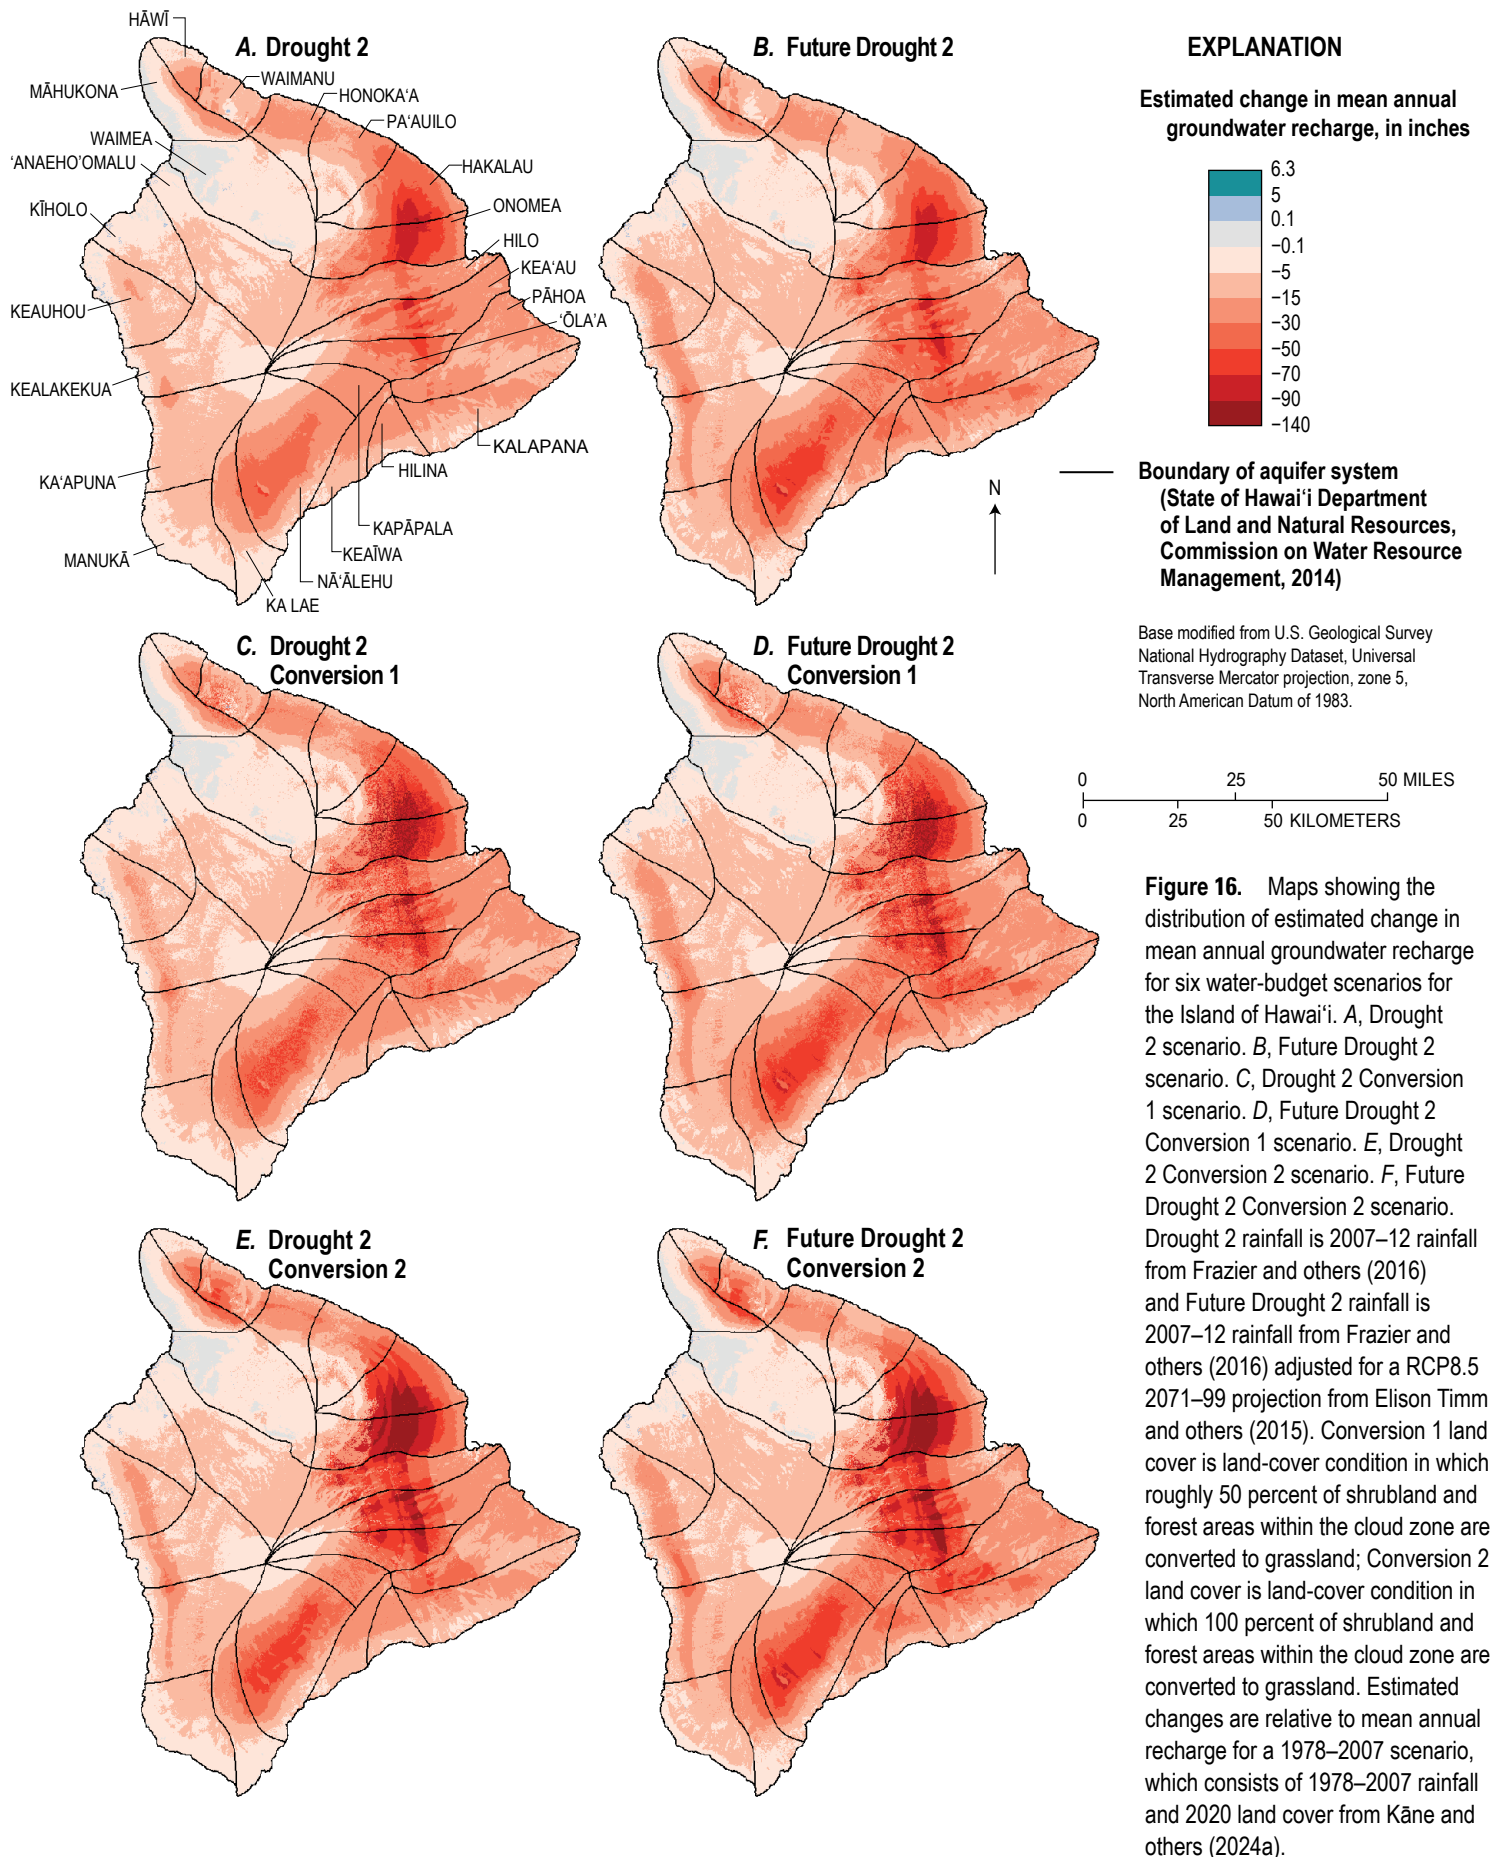 A. Drought 2
HĀWĪ
MĀHUKONA
WAIMANU
HONOKAʻA
PAʻAUILO
WAIMEA
ʻANAEHOʻOMALU
HAKALAU
KĪHOLO
ONOMEA
HILO
KEAʻAU
PĀHOA
ʻŌLAʻA
KEAUHOU
KEALAKEKUA
KALAPANA
HILINA
KAʻAPUNA
KAPĀPALA
KEAĪWA
NĀʻĀLEHU
MANUKĀ
KA LAE
B. Future Drought 2
C. Drought 2
Conversion 1
D. Future Drought 2
Conversion 1
E. Drought 2
Conversion 2
F. Future Drought 2
Conversion 2
EXPLANATION
Estimated change in mean annual
groundwater recharge, in inches
6.3
5
0.1
−0.1
−5
−15
−30
−50
−70
−90
−140
Boundary of aquifer system
(State of Hawaiʻi Department
of Land and Natural Resources,
Commission on Water Resource
Management, 2014)
N
Base modified from U.S. Geological Survey
National Hydrography Dataset, Universal
Transverse Mercator projection, zone 5,
North American Datum of 1983.
0 25 50 MILES
0 25 50 KILOMETERS
Figure 16. Maps showing the
distribution of estimated change in
mean annual groundwater recharge
for six water-budget scenarios for
the Island of Hawaiʻi. A, Drought
2 scenario. B, Future Drought 2
scenario. C, Drought 2 Conversion
1 scenario. D, Future Drought 2
Conversion 1 scenario. E, Drought
2 Conversion 2 scenario. F, Future
Drought 2 Conversion 2 scenario.
Drought 2 rainfall is 2007–12 rainfall
from Frazier and others (2016)
and Future Drought 2 rainfall is
2007–12 rainfall from Frazier and
others (2016) adjusted for a RCP8.5
2071–99 projection from Elison Timm
and others (2015). Conversion 1 land
cover is land-cover condition in which
roughly 50 percent of shrubland and
forest areas within the cloud zone are
converted to grassland; Conversion 2
land cover is land-cover condition in
which 100 percent of shrubland and
forest areas within the cloud zone are
converted to grassland. Estimated
changes are relative to mean annual
recharge for a 1978–2007 scenario,
which consists of 1978–2007 rainfall
and 2020 land cover from Kāne and
others (2024a).